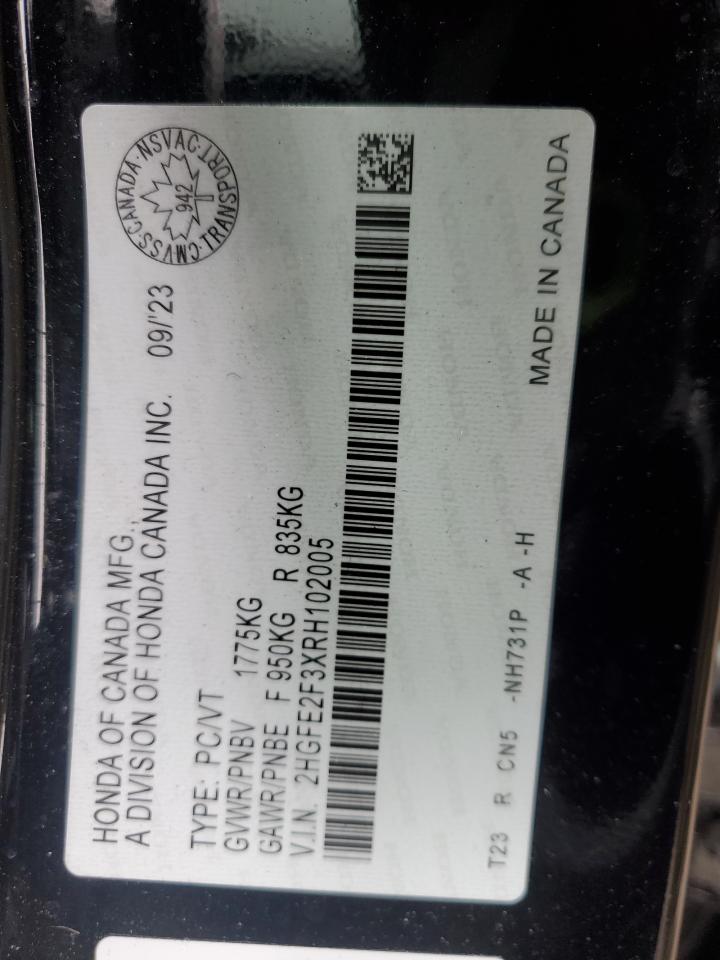 HONDA OF CANADA MFG.,
A DIVISION OF HONDA CANADA INC. 09/'23
CMVSS·CANADA·NSVAC·TRANSPORT
942
TYPE: PC/VT
GVWR/PNBV 1775KG
GAWR/PNBE F 950KG R 835KG
V.I.N. 2HGFE2F3XRH102005
T23 R CN5 -NH731P -A -H
MADE IN CANADA